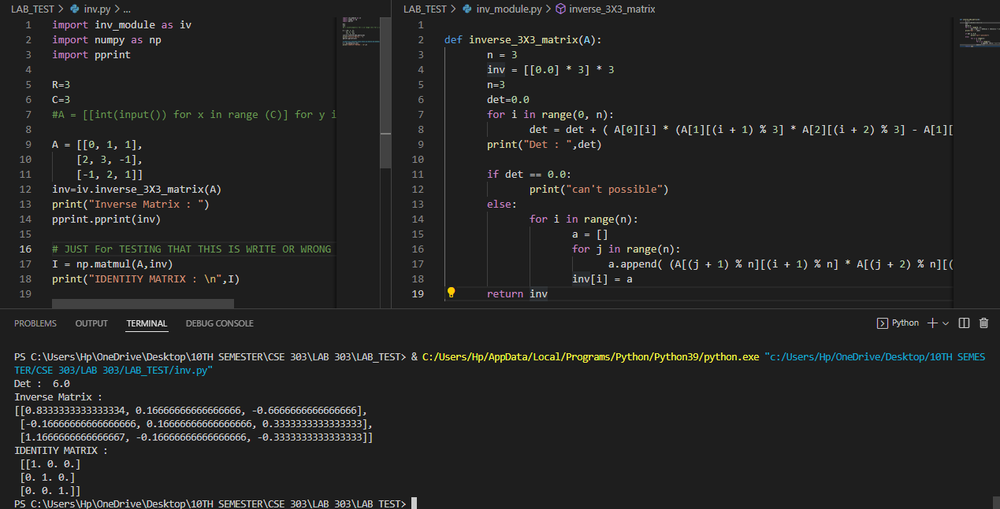 LAB_TEST > inv.py > ...
1 import inv_module as iv
2 import numpy as np
3 import pprint
4
5 R=3
6 C=3
7 #A = [[int(input()) for x in range (C)] for y i
8
9 A = [[0, 1, 1],
10 [2, 3, -1],
11 [-1, 2, 1]]
12 inv=iv.inverse_3X3_matrix(A)
13 print("Inverse Matrix : ")
14 pprint.pprint(inv)
15
16 # JUST For TESTING THAT THIS IS WRITE OR WRONG
17 I = np.matmul(A,inv)
18 print("IDENTITY MATRIX : \n",I)
19
LAB_TEST > inv_module.py > inverse_3X3_matrix
1
2 def inverse_3X3_matrix(A):
3 n = 3
4 inv = [[0.0] * 3] * 3
5 n=3
6 det=0.0
7 for i in range(0, n):
8 det = det + ( A[0][i] * (A[1][(i + 1) % 3] * A[2][(i + 2) % 3] - A[1][
9 print("Det : ",det)
10
11 if det == 0.0:
12 print("can't possible")
13 else:
14 for i in range(n):
15 a = []
16 for j in range(n):
17 a.append( (A[(j + 1) % n][(i + 1) % n] * A[(j + 2) % n][(
18 inv[i] = a
19 return inv
PROBLEMS OUTPUT TERMINAL DEBUG CONSOLE Python
PS C:\Users\Hp\OneDrive\Desktop\10TH SEMESTER\CSE 303\LAB 303\LAB_TEST> & C:/Users/Hp/AppData/Local/Programs/Python/Python39/python.exe "c:/Users/Hp/OneDrive/Desktop/10TH SEMES
TER/CSE 303/LAB 303/LAB_TEST/inv.py"
Det :  6.0
Inverse Matrix :
[[0.8333333333333334, 0.16666666666666666, -0.6666666666666666],
[-0.16666666666666666, 0.16666666666666666, 0.3333333333333333],
[1.1666666666666667, -0.16666666666666666, -0.3333333333333333]]
IDENTITY MATRIX :
[[1. 0. 0.]
[0. 1. 0.]
[0. 0. 1.]]
PS C:\Users\Hp\OneDrive\Desktop\10TH SEMESTER\CSE 303\LAB 303\LAB_TEST>